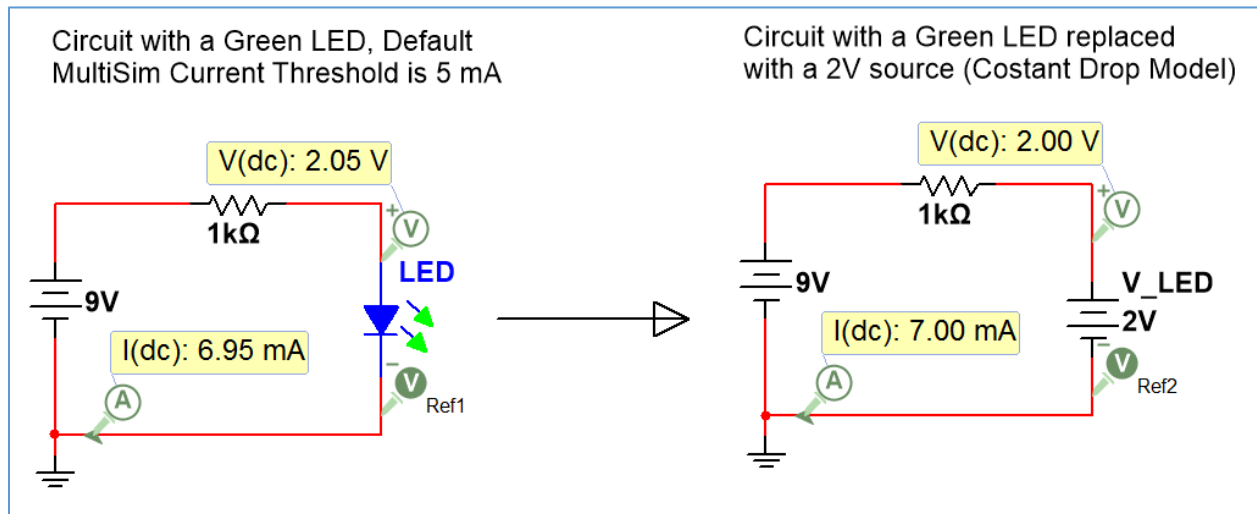 Circuit with a Green LED, Default
MultiSim Current Threshold is 5 mA
V(dc): 2.05 V
+
V
1kΩ
LED
9V
I(dc): 6.95 mA
A
V
Ref1
Circuit with a Green LED replaced
with a 2V source (Costant Drop Model)
V(dc): 2.00 V
+
V
1kΩ
V_LED
9V
2V
I(dc): 7.00 mA
A
V
Ref2